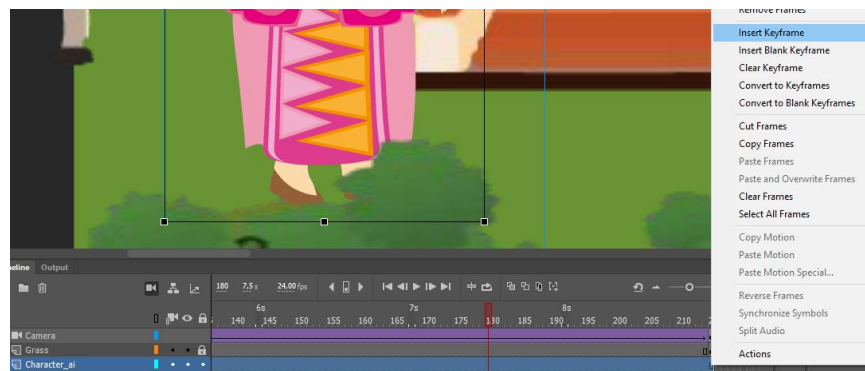 Remove Frames
Insert Keyframe
Insert Blank Keyframe
Clear Keyframe
Convert to Keyframes
Convert to Blank Keyframes
Cut Frames
Copy Frames
Paste Frames
Paste and Overwrite Frames
Clear Frames
Select All Frames
Copy Motion
Paste Motion
Paste Motion Special...
Reverse Frames
Synchronize Symbols
Split Audio
Actions
eline Output
180 7.5 s 24.00 fps
6s 7s 8s
140 145 150 155 160 165 170 175 180 185 190 195 200 205 210
Camera
Grass
Character_ai